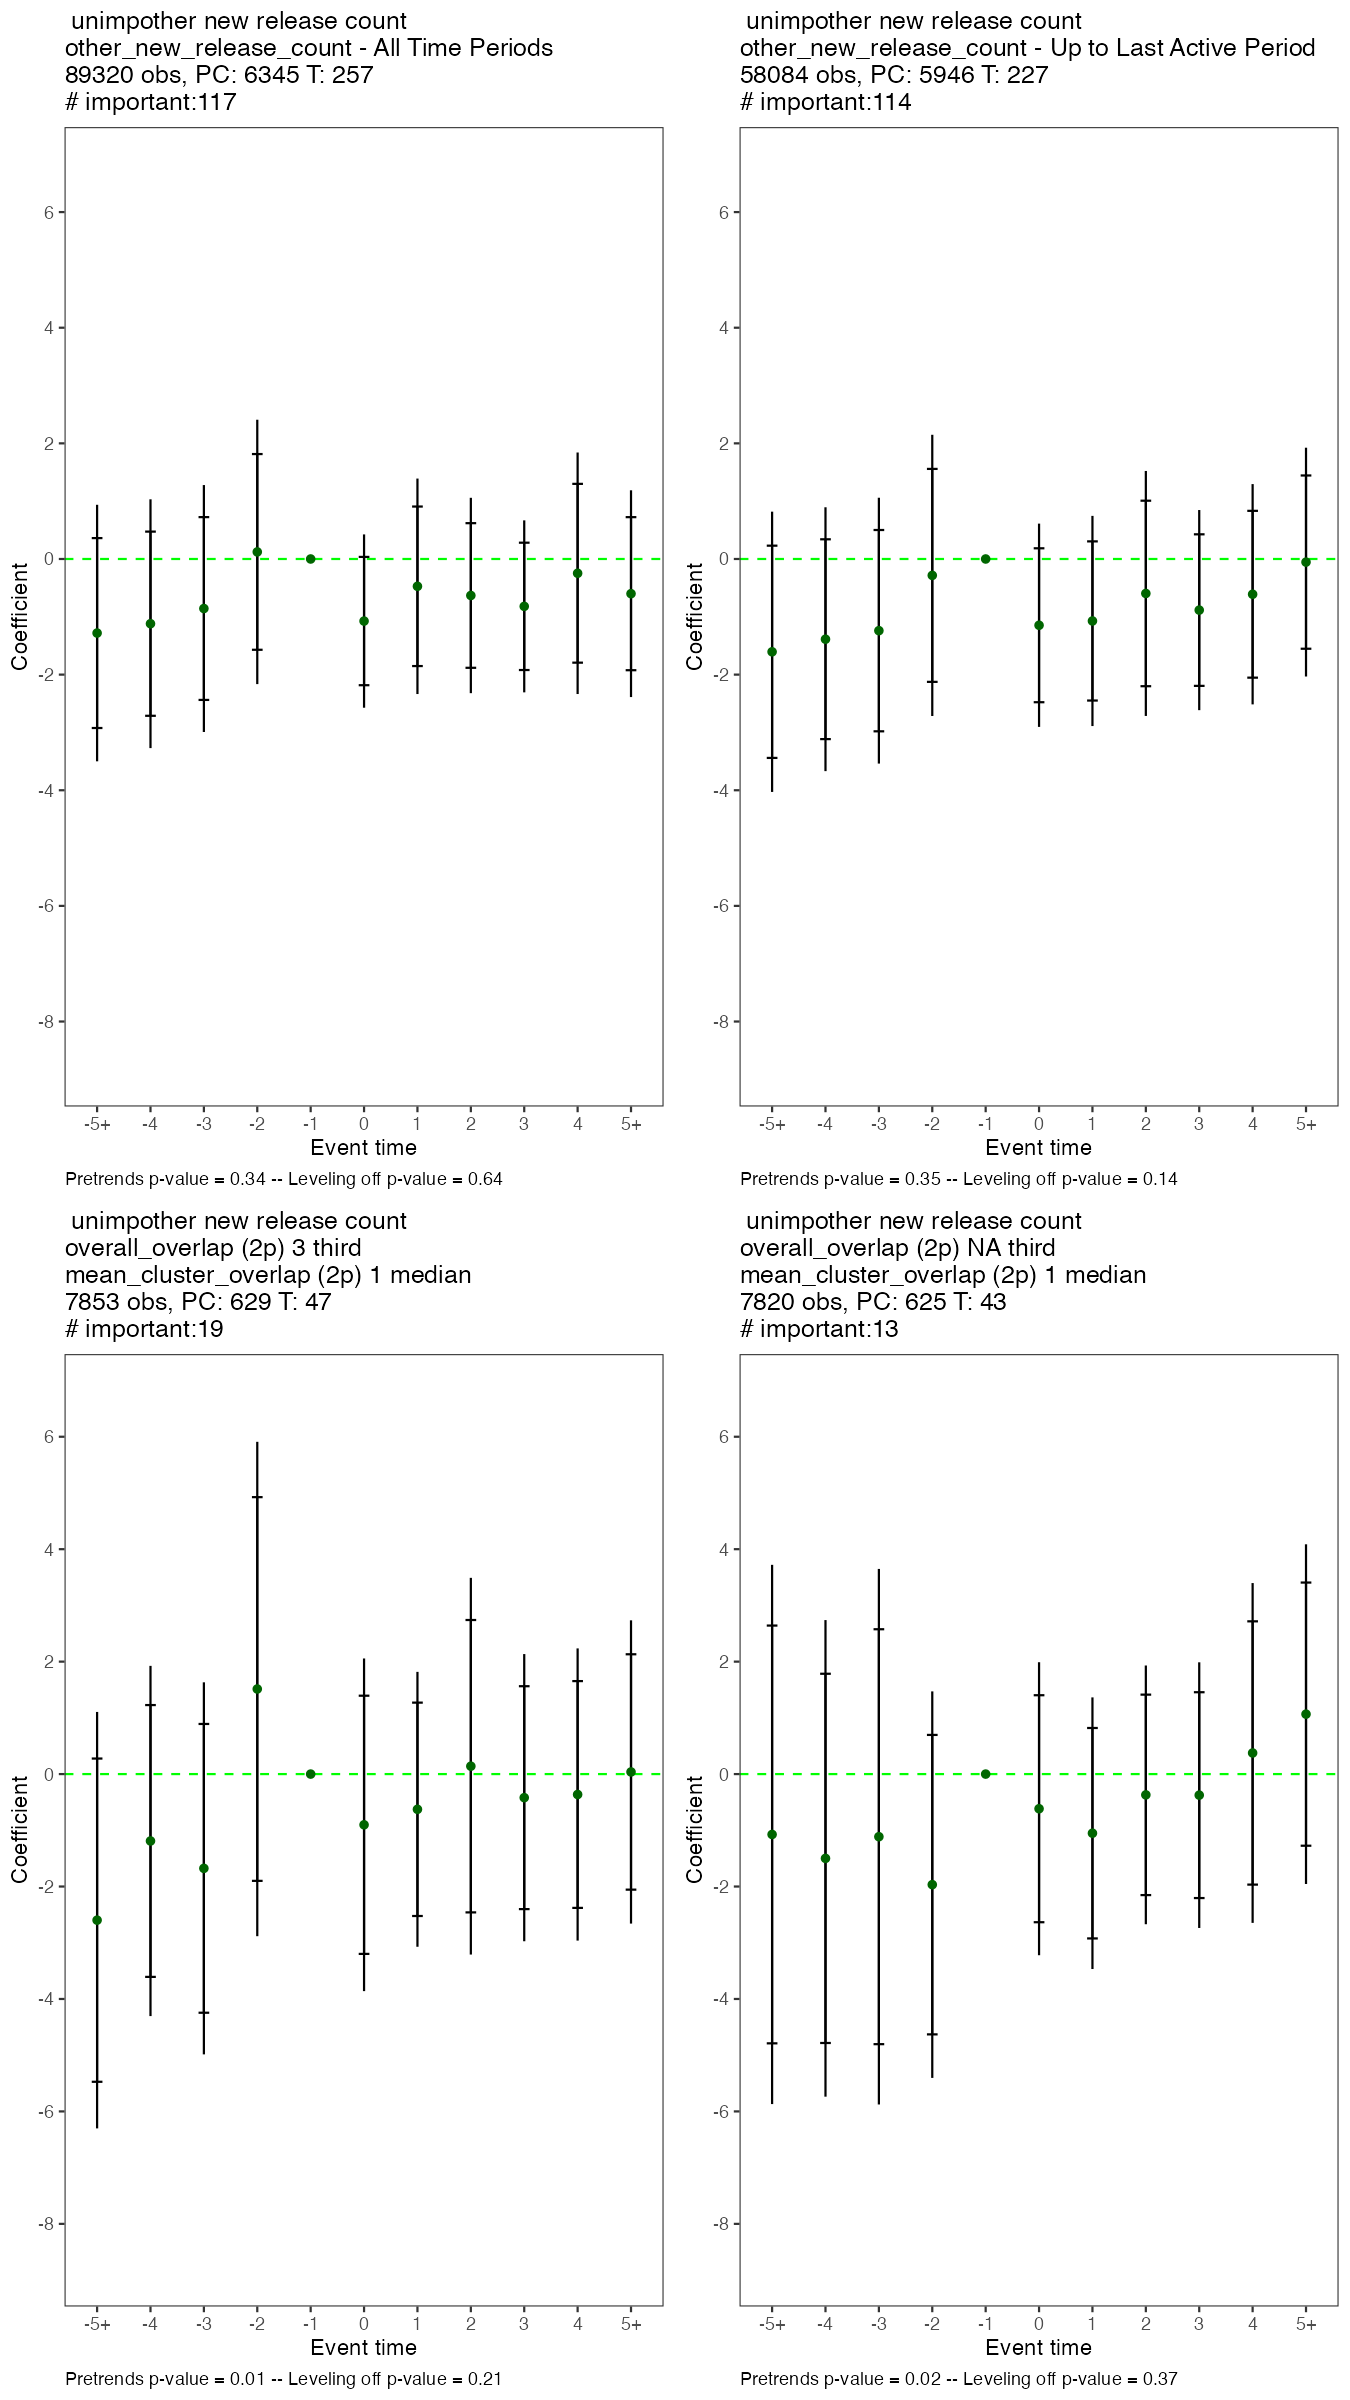 unimpother new release count
other_new_release_count - All Time Periods
89320 obs, PC: 6345 T: 257
# important:117
6
4
2
0
-2
-4
-6
-8
Coefficient
-5+ -4 -3 -2 -1 0 1 2 3 4 5+
Event time
Pretrends p-value = 0.34 -- Leveling off p-value = 0.64
unimpother new release count
other_new_release_count - Up to Last Active Period
58084 obs, PC: 5946 T: 227
# important:114
6
4
2
0
-2
-4
-6
-8
Coefficient
-5+ -4 -3 -2 -1 0 1 2 3 4 5+
Event time
Pretrends p-value = 0.35 -- Leveling off p-value = 0.14
unimpother new release count
overall_overlap (2p) 3 third
mean_cluster_overlap (2p) 1 median
7853 obs, PC: 629 T: 47
# important:19
6
4
2
0
-2
-4
-6
-8
Coefficient
-5+ -4 -3 -2 -1 0 1 2 3 4 5+
Event time
Pretrends p-value = 0.01 -- Leveling off p-value = 0.21
unimpother new release count
overall_overlap (2p) NA third
mean_cluster_overlap (2p) 1 median
7820 obs, PC: 625 T: 43
# important:13
6
4
2
0
-2
-4
-6
-8
Coefficient
-5+ -4 -3 -2 -1 0 1 2 3 4 5+
Event time
Pretrends p-value = 0.02 -- Leveling off p-value = 0.37